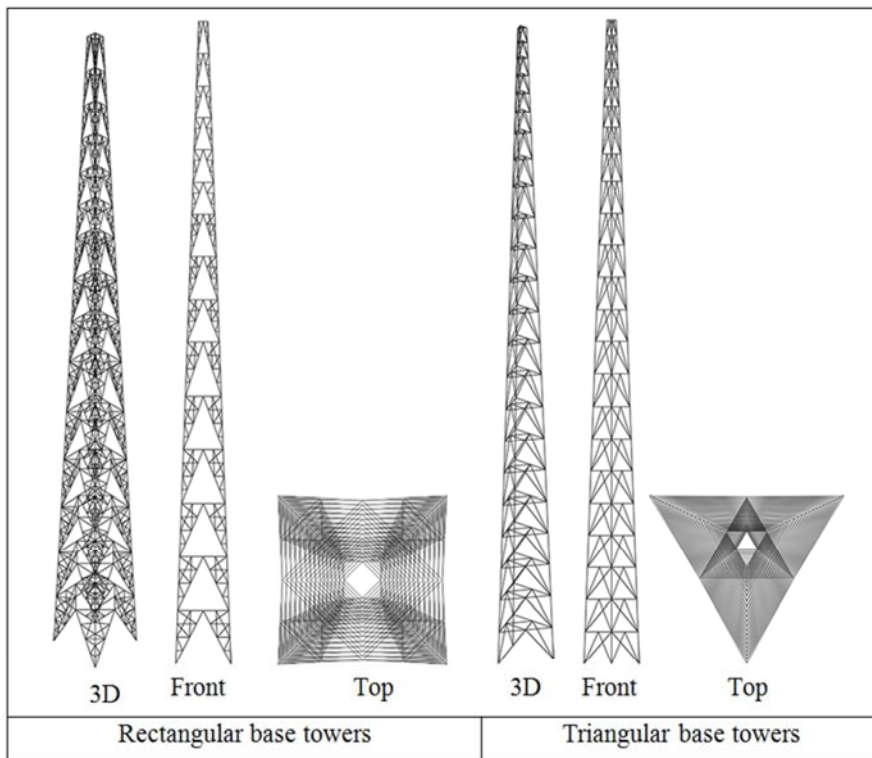 3D
Front
Top
3D
Front
Top
Rectangular base towers
Triangular base towers